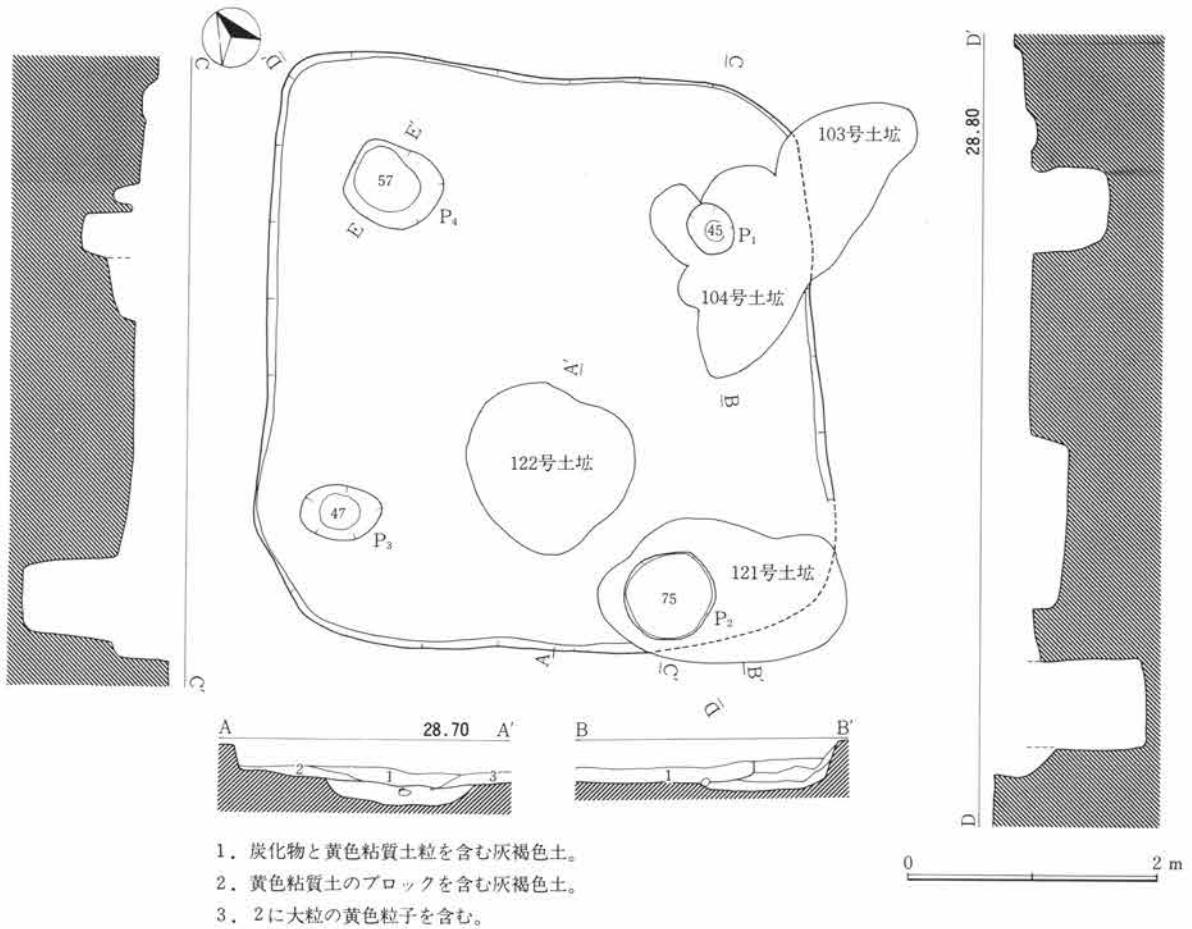 C
D'
C
D'
28.80
103号土坑
E'
57
P₄
E
45
P₁
104号土坑
A'
B
122号土坑
47
P₃
121号土坑
75
P₂
A
C'
B'
C'
D
D
A
28.70
A'
B
B'
2
1
3
1
1．炭化物と黄色粘質土粒を含む灰褐色土。
2．黄色粘質土のブロックを含む灰褐色土。
3．2に大粒の黄色粒子を含む。
0
2 m